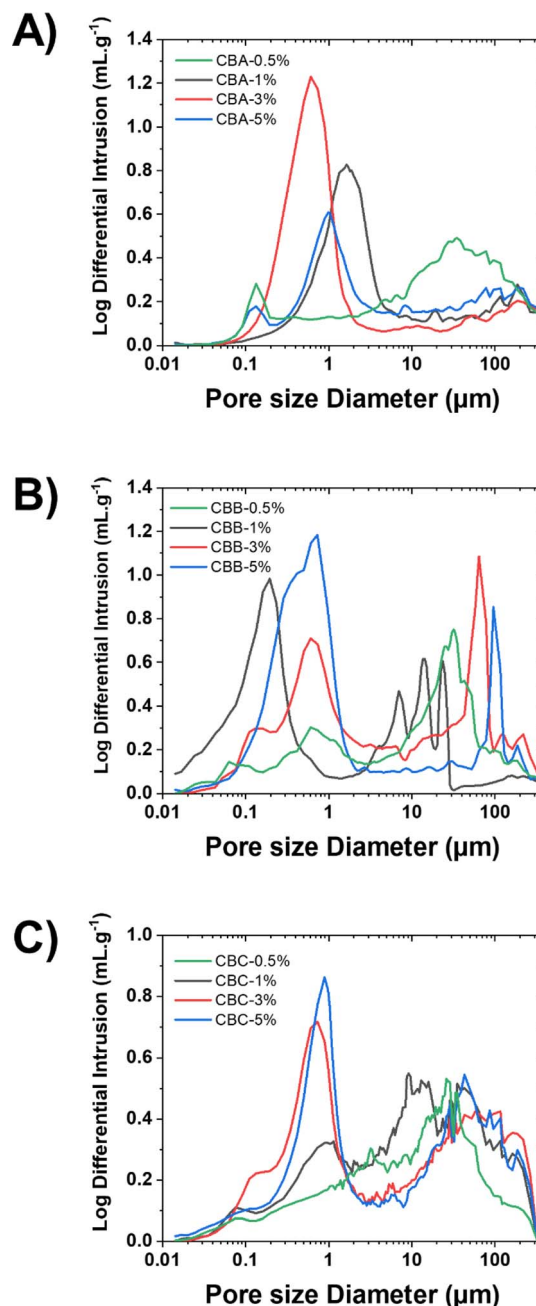 A)
Log Differential Intrusion (mL.g⁻¹)
1.4
1.2
1.0
0.8
0.6
0.4
0.2
0.0
CBA-0.5%
CBA-1%
CBA-3%
CBA-5%
0.01 0.1 1 10 100
Pore size Diameter (µm)
B)
Log Differential Intrusion (mL.g⁻¹)
1.4
1.2
1.0
0.8
0.6
0.4
0.2
0.0
CBB-0.5%
CBB-1%
CBB-3%
CBB-5%
0.01 0.1 1 10 100
Pore size Diameter (µm)
C)
Log Differential Intrusion (mL.g⁻¹)
1.0
0.8
0.6
0.4
0.2
0.0
CBC-0.5%
CBC-1%
CBC-3%
CBC-5%
0.01 0.1 1 10 100
Pore size Diameter (µm)